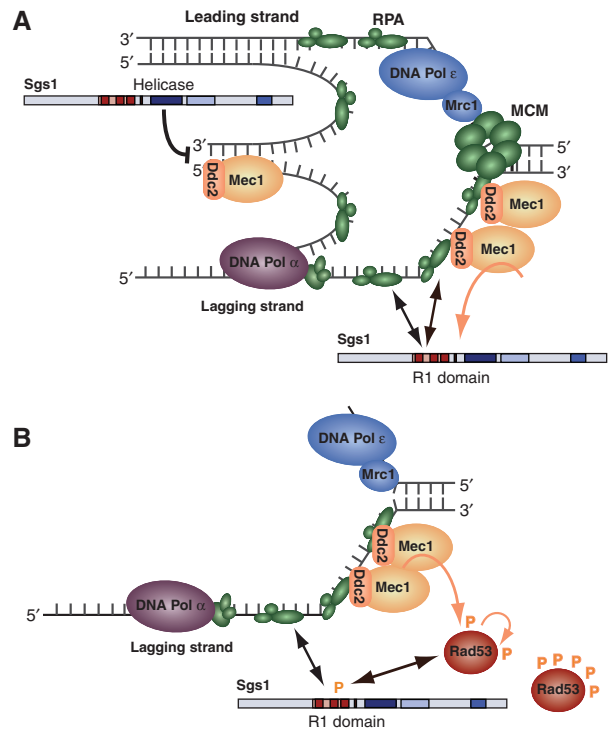 A
Leading strand
RPA
3′
5′
DNA Pol ε
Sgs1
Helicase
Mrc1
MCM
3′
5′
5′
3′
Ddc2
Mec1
Ddc2
Mec1
Ddc2
Mec1
DNA Pol α
5′
Lagging strand
Sgs1
R1 domain
B
DNA Pol ε
Mrc1
5′
3′
Ddc2
Mec1
Ddc2
Mec1
DNA Pol α
5′
Lagging strand
P
P
Rad53
P
P
P
P
P
P
Rad53
Sgs1
R1 domain